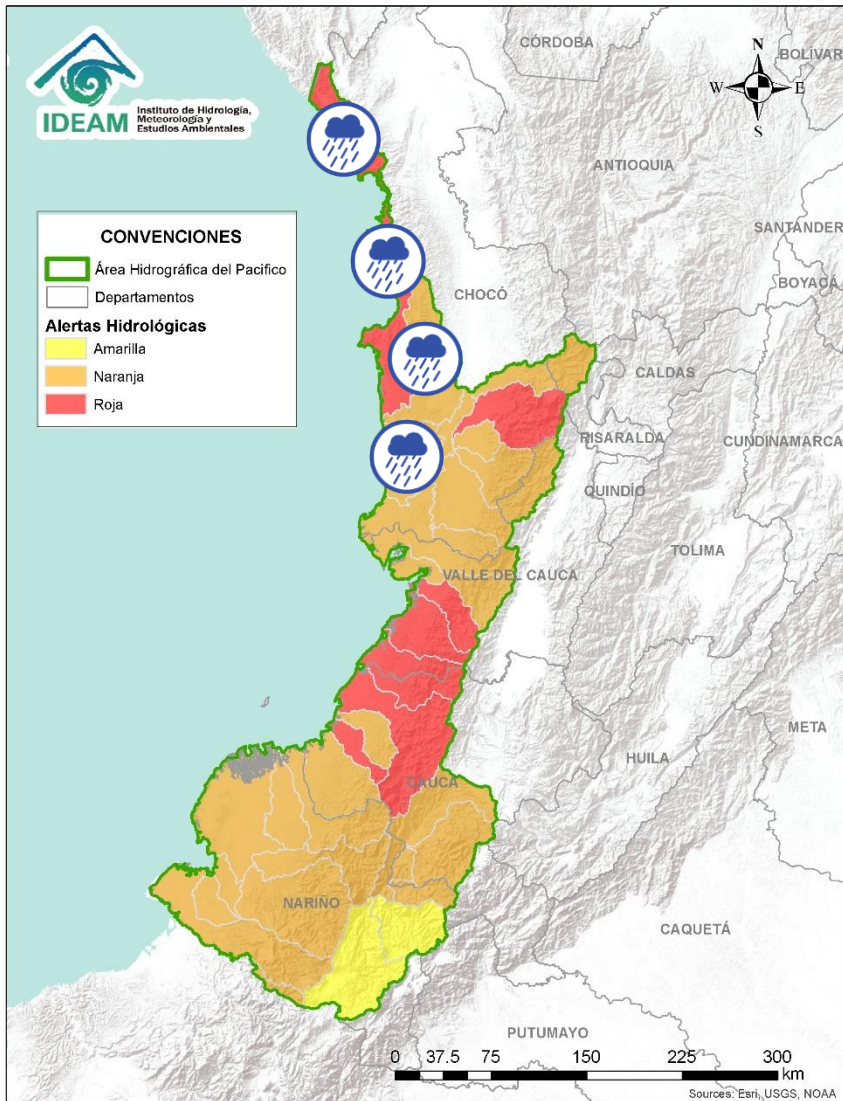 IDEAM
Instituto de Hidrología,
Meteorología y
Estudios Ambientales
CÓRDOBA
BOLÍVAR
N
W
E
S
ANTIOQUIA
SANTANDER
BOYACÁ
CONVENCIONES
Área Hidrográfica del Pacifico
Departamentos
Alertas Hidrológicas
Amarilla
Naranja
Roja
CHOCÓ
CALDAS
RISARALDA
CUNDINAMARCA
QUINDÍO
TOLIMA
VALLE DEL CAUCA
META
HUILA
CAUCA
NARIÑO
CAQUETÁ
PUTUMAYO
0 37.5 75 150 225 300
km
Sources: Esri, USGS, NOAA